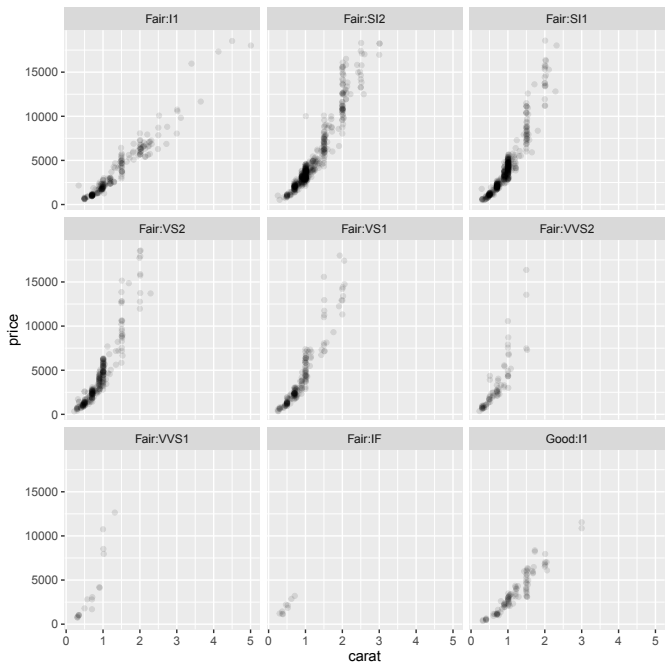 Fair:I1 Fair:SI2 Fair:SI1
15000
10000
5000
0
Fair:VS2 Fair:VS1 Fair:VVS2
15000
10000
5000
0
Fair:VVS1 Fair:IF Good:I1
15000
10000
5000
0
0 1 2 3 4 5 0 1 2 3 4 5 0 1 2 3 4 5
carat
price